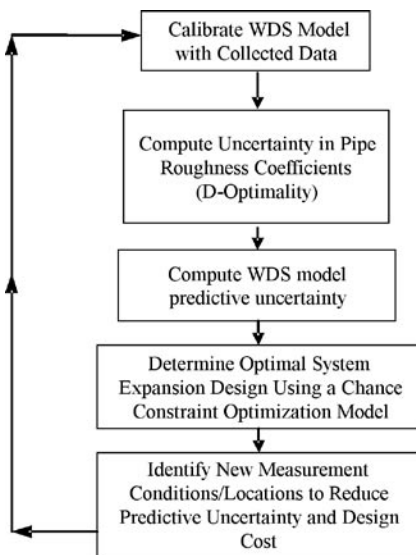 Calibrate WDS Model
with Collected Data
Compute Uncertainty in Pipe
Roughness Coefficients
(D-Optimality)
Compute WDS model
predictive uncertainty
Determine Optimal System
Expansion Design Using a Chance
Constraint Optimization Model
Identify New Measurement
Conditions/Locations to Reduce
Predictive Uncertainty and Design
Cost